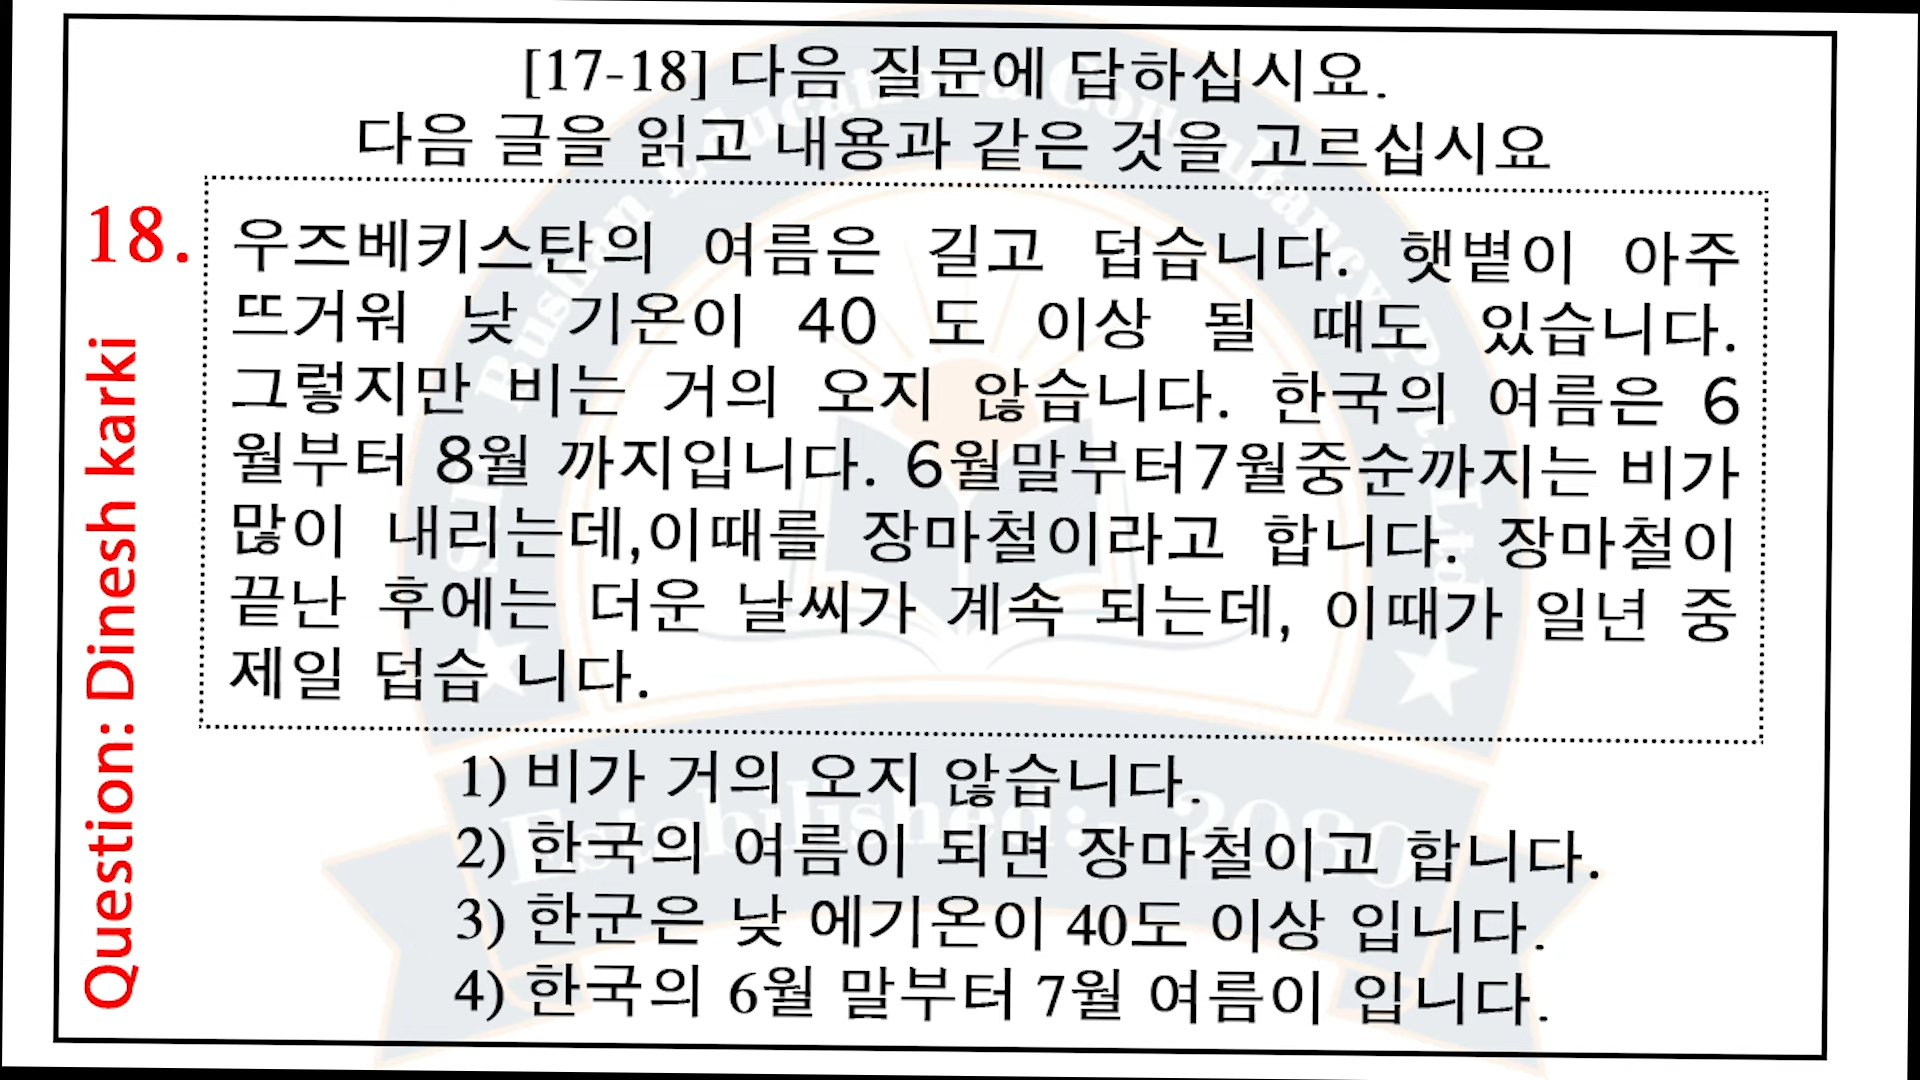 [17-18] 다음 질문에 답하십시요.
다음 글을 읽고 내용과 같은 것을 고르십시요
18.
우즈베키스탄의 여름은 길고 덥습니다. 햇볕이 아주
뜨거워 낮 기온이 40 도 이상 될 때도 있습니다.
그렇지만 비는 거의 오지 않습니다. 한국의 여름은 6
월부터 8월 까지입니다. 6월말부터7월중순까지는 비가
많이 내리는데,이때를 장마철이라고 합니다. 장마철이
끝난 후에는 더운 날씨가 계속 되는데, 이때가 일년 중
제일 덥습 니다.
1) 비가 거의 오지 않습니다.
2) 한국의 여름이 되면 장마철이고 합니다.
3) 한군은 낮 에기온이 40도 이상 입니다.
4) 한국의 6월 말부터 7월 여름이 입니다.
Question: Dinesh karki
Established:- 2080